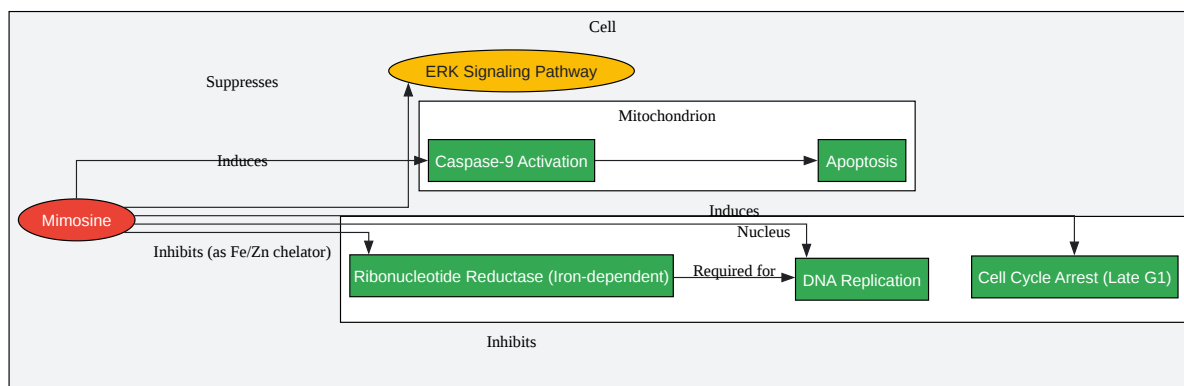 Cell
ERK Signaling Pathway
Suppresses
Mitochondrion
Caspase-9 Activation
Apoptosis
Induces
Mimosine
Induces
Nucleus
Inhibits (as Fe/Zn chelator)
Ribonucleotide Reductase (Iron-dependent)
Required for
DNA Replication
Cell Cycle Arrest (Late G1)
Inhibits